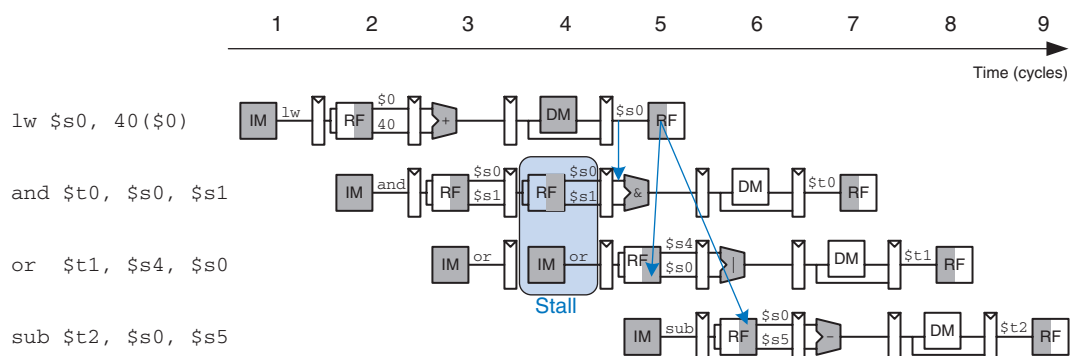 1 2 3 4 5 6 7 8 9
Time (cycles)
lw $s0, 40($0) IM lw RF $0 40 + DM $s0 RF
and $t0, $s0, $s1 IM and RF $s0 $s1 RF $s0 $s1 & DM $t0 RF
or $t1, $s4, $s0 IM or IM or RF $s4 $s0 | DM $t1 RF
Stall
sub $t2, $s0, $s5 IM sub RF $s0 $s5 - DM $t2 RF